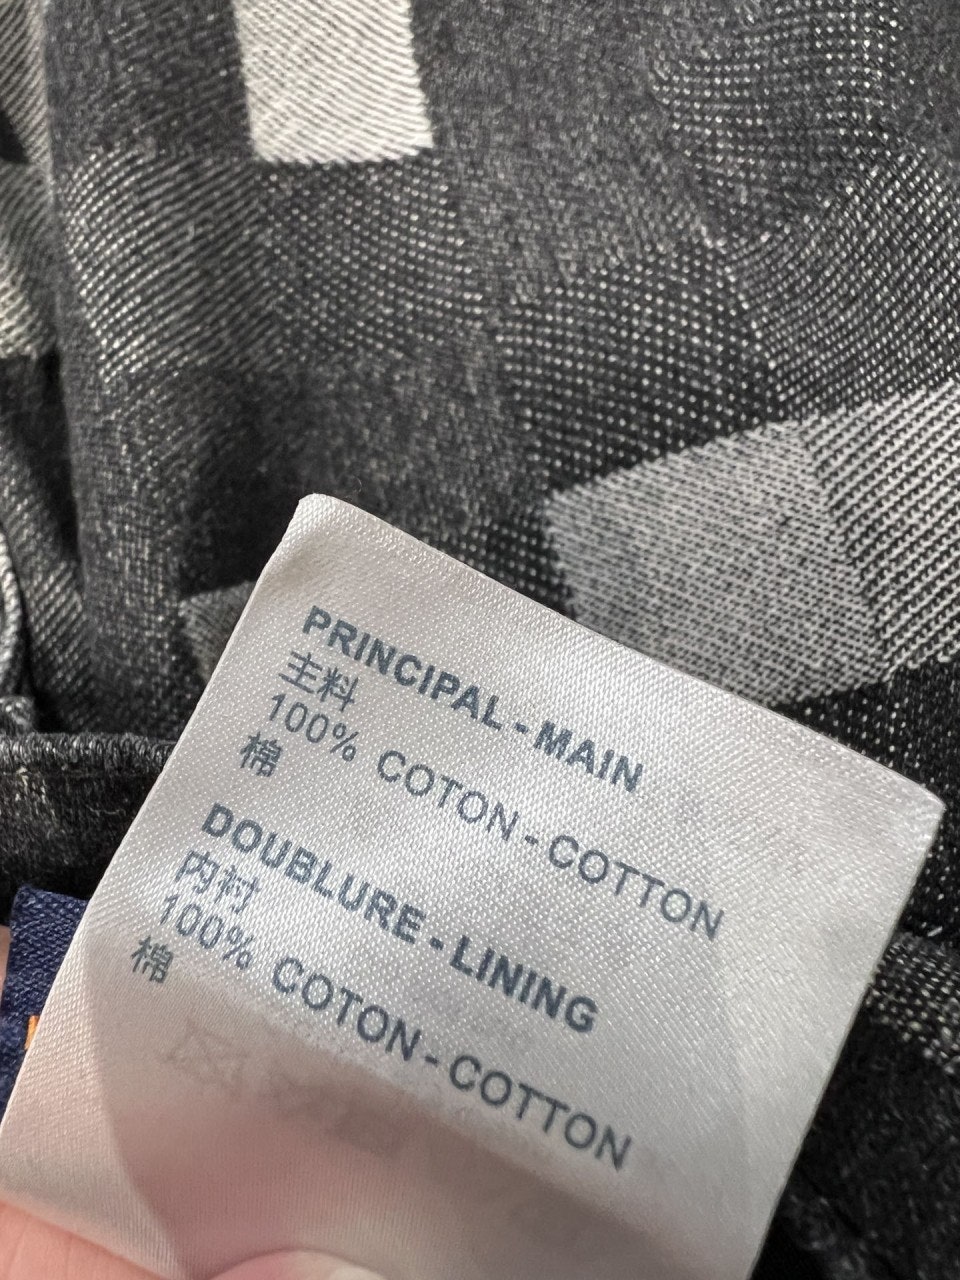 PRINCIPAL - MAIN
主料
100% COTON - COTTON
棉
DOUBLURE - LINING
内衬
100% COTON - COTTON
棉